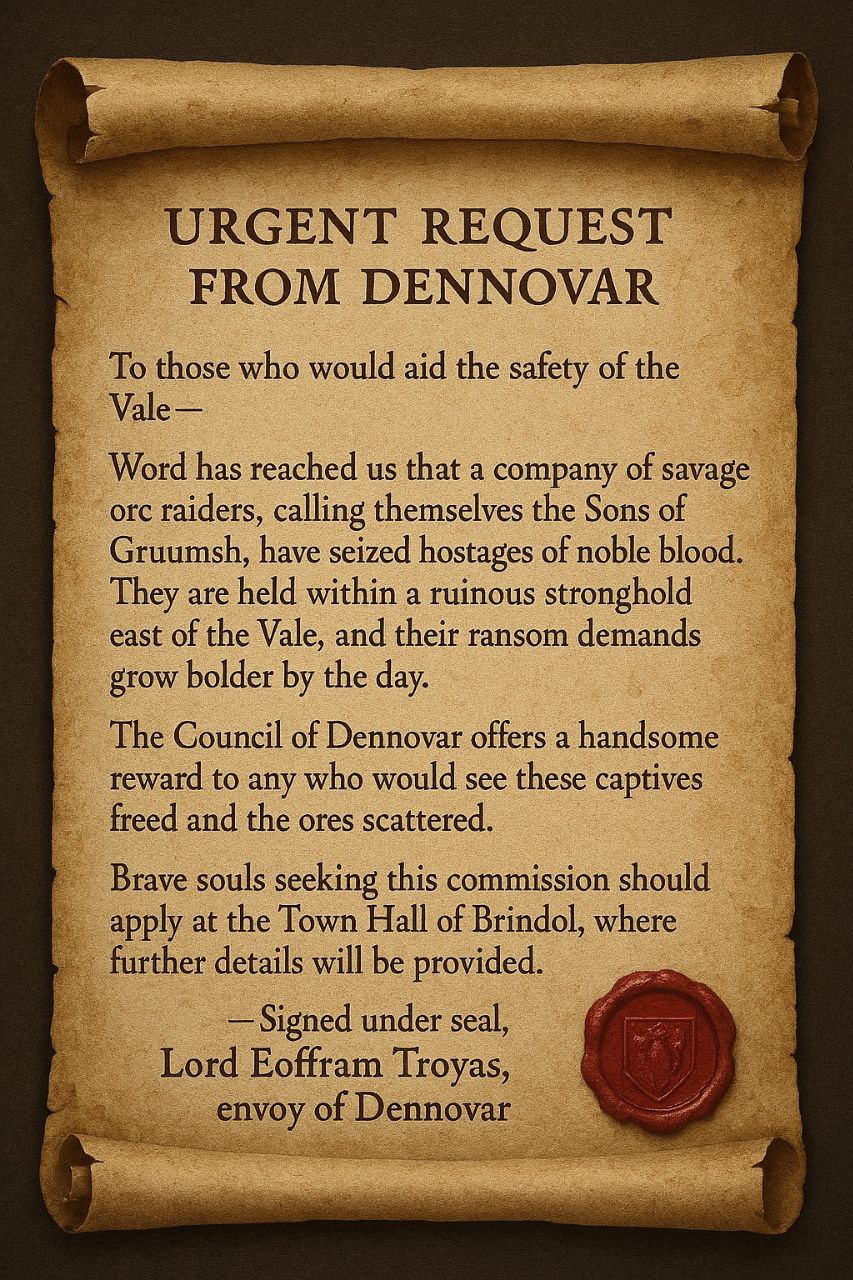 URGENT REQUEST
FROM DENNOVAR
To those who would aid the safety of the
Vale—
Word has reached us that a company of savage
orc raiders, calling themselves the Sons of
Gruumsh, have seized hostages of noble blood.
They are held within a ruinous stronghold
east of the Vale, and their ransom demands
grow bolder by the day.
The Council of Dennovar offers a handsome
reward to any who would see these captives
freed and the ores scattered.
Brave souls seeking this commission should
apply at the Town Hall of Brindol, where
further details will be provided.
—Signed under seal,
Lord Eoffram Troyas,
envoy of Dennovar